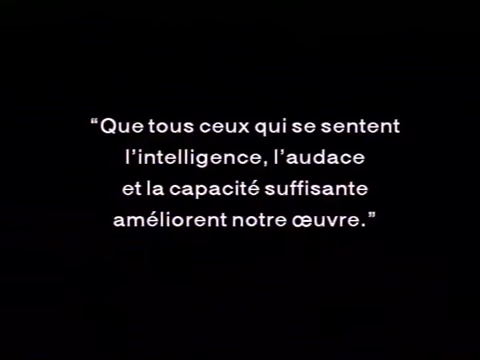 “Que tous ceux qui se sentent
l’intelligence, l’audace
et la capacité suffisante
améliorent notre œuvre.”